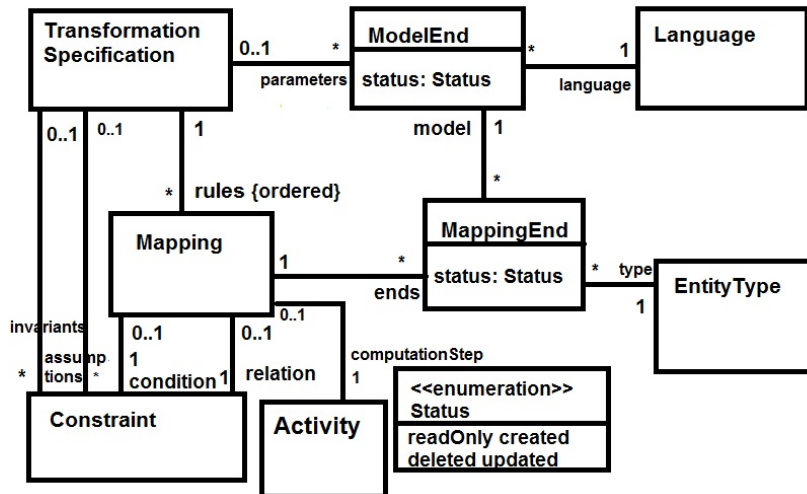 Transformation
Specification
0..1
*
parameters
ModelEnd
status: Status
*
1
language
Language
0..1
0..1
1
model
1
*
rules {ordered}
*
Mapping
1
*
ends
MappingEnd
status: Status
*
type
1
EntityType
invariants
*
assump
tions
*
0..1
1
condition
0..1
1
relation
0..1
computationStep
1
Constraint
Activity
<<enumeration>>
Status
readOnly created
deleted updated